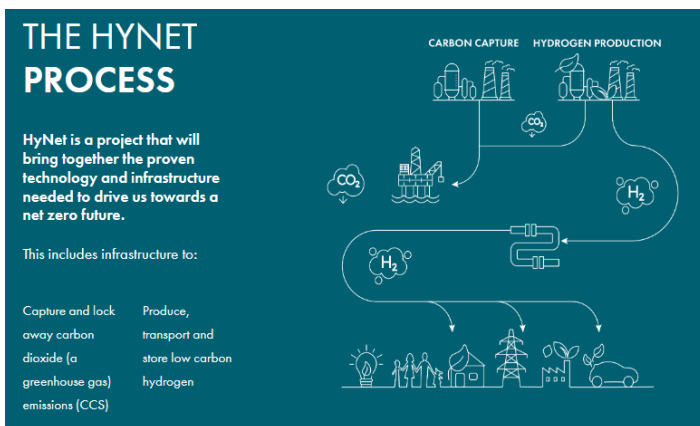 THE HYNET
PROCESS
HyNet is a project that will
bring together the proven
technology and infrastructure
needed to drive us towards a
net zero future.
This includes infrastructure to:
Capture and lock
away carbon
dioxide (a
greenhouse gas)
emissions (CCS)
Produce,
transport and
store low carbon
hydrogen
CARBON CAPTURE
HYDROGEN PRODUCTION
CO₂
CO₂
H₂
H₂